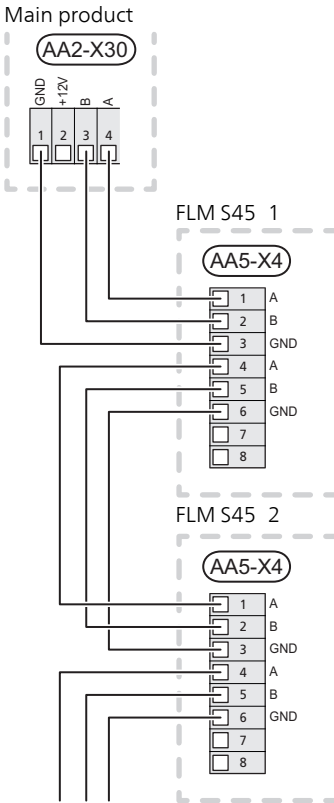 Main product
AA2-X30
GND +12V B A
1 2 3 4
FLM S45 1
AA5-X4
1 A
2 B
3 GND
4 A
5 B
6 GND
7
8
FLM S45 2
AA5-X4
1 A
2 B
3 GND
4 A
5 B
6 GND
7
8